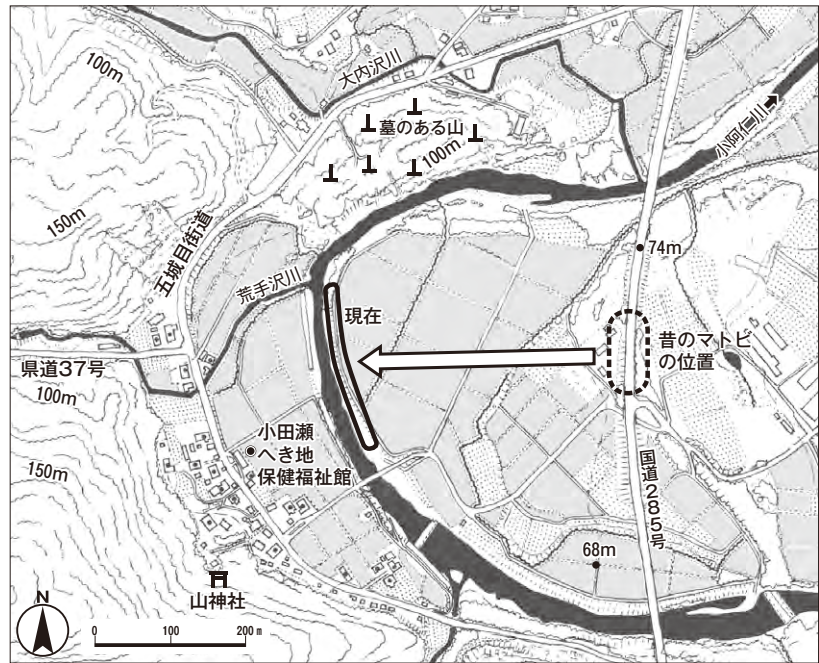 100m
大内沢川
墓のある山
100m
小阿仁川
150m
五城目街道
荒手沢川
74m
現在
昔のマトビ
の位置
県道37号
100m
小田瀬
へき地
保健福祉館
150m
国道285号
68m
山神社
N
0 100 200 m